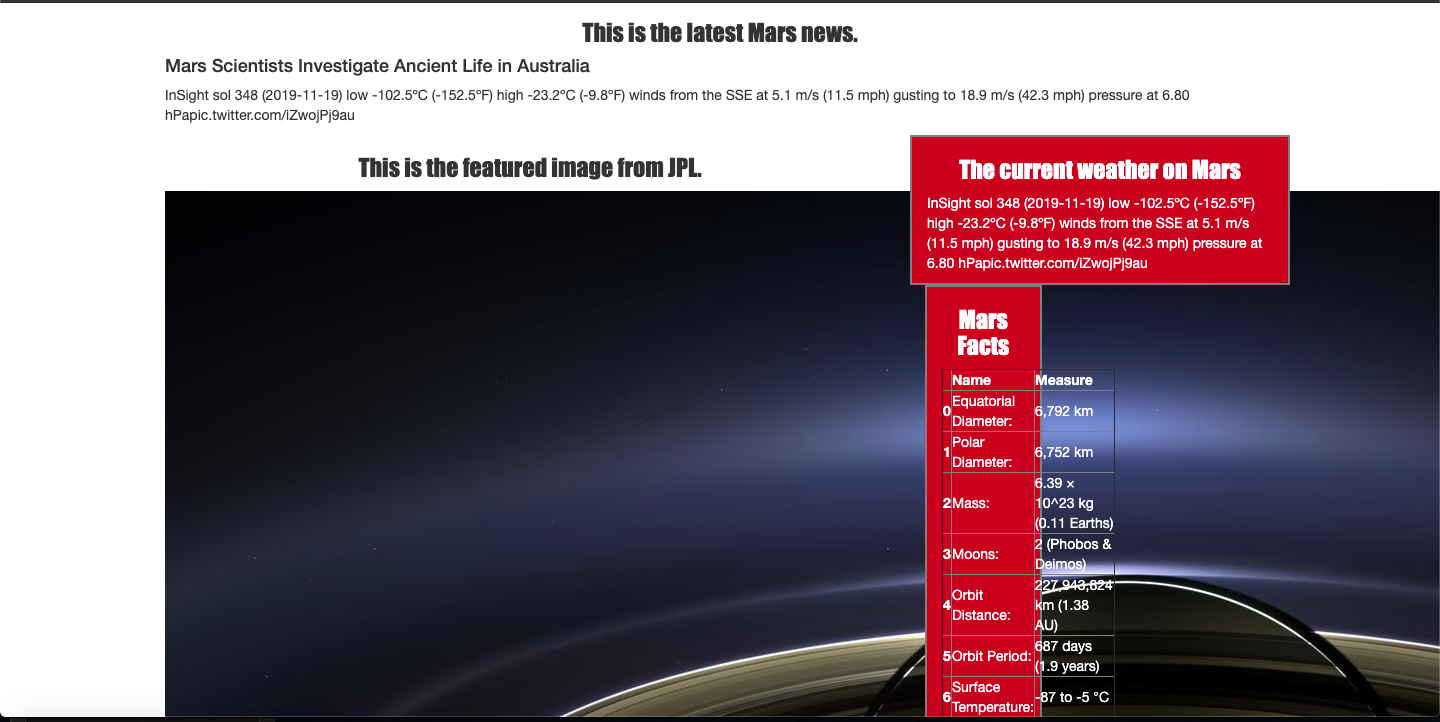 This is the latest Mars news.
Mars Scientists Investigate Ancient Life in Australia
InSight sol 348 (2019-11-19) low -102.5ºC (-152.5ºF) high -23.2ºC (-9.8ºF) winds from the SSE at 5.1 m/s (11.5 mph) gusting to 18.9 m/s (42.3 mph) pressure at 6.80
hPapic.twitter.com/iZwojPj9au
This is the featured image from JPL.
The current weather on Mars
InSight sol 348 (2019-11-19) low -102.5ºC (-152.5ºF)
high -23.2ºC (-9.8ºF) winds from the SSE at 5.1 m/s
(11.5 mph) gusting to 18.9 m/s (42.3 mph) pressure at
6.80 hPapic.twitter.com/iZwojPj9au
Mars
Facts
Name Measure
0 Equatorial
Diameter: 6,792 km
1 Polar
Diameter: 6,752 km
2 Mass: 6.39 ×
10^23 kg
(0.11 Earths)
3 Moons: 2 (Phobos &
Deimos)
4 Orbit
Distance: 227,943,824
km (1.38
AU)
5 Orbit Period: 687 days
(1.9 years)
6 Surface
Temperature: -87 to -5 °C